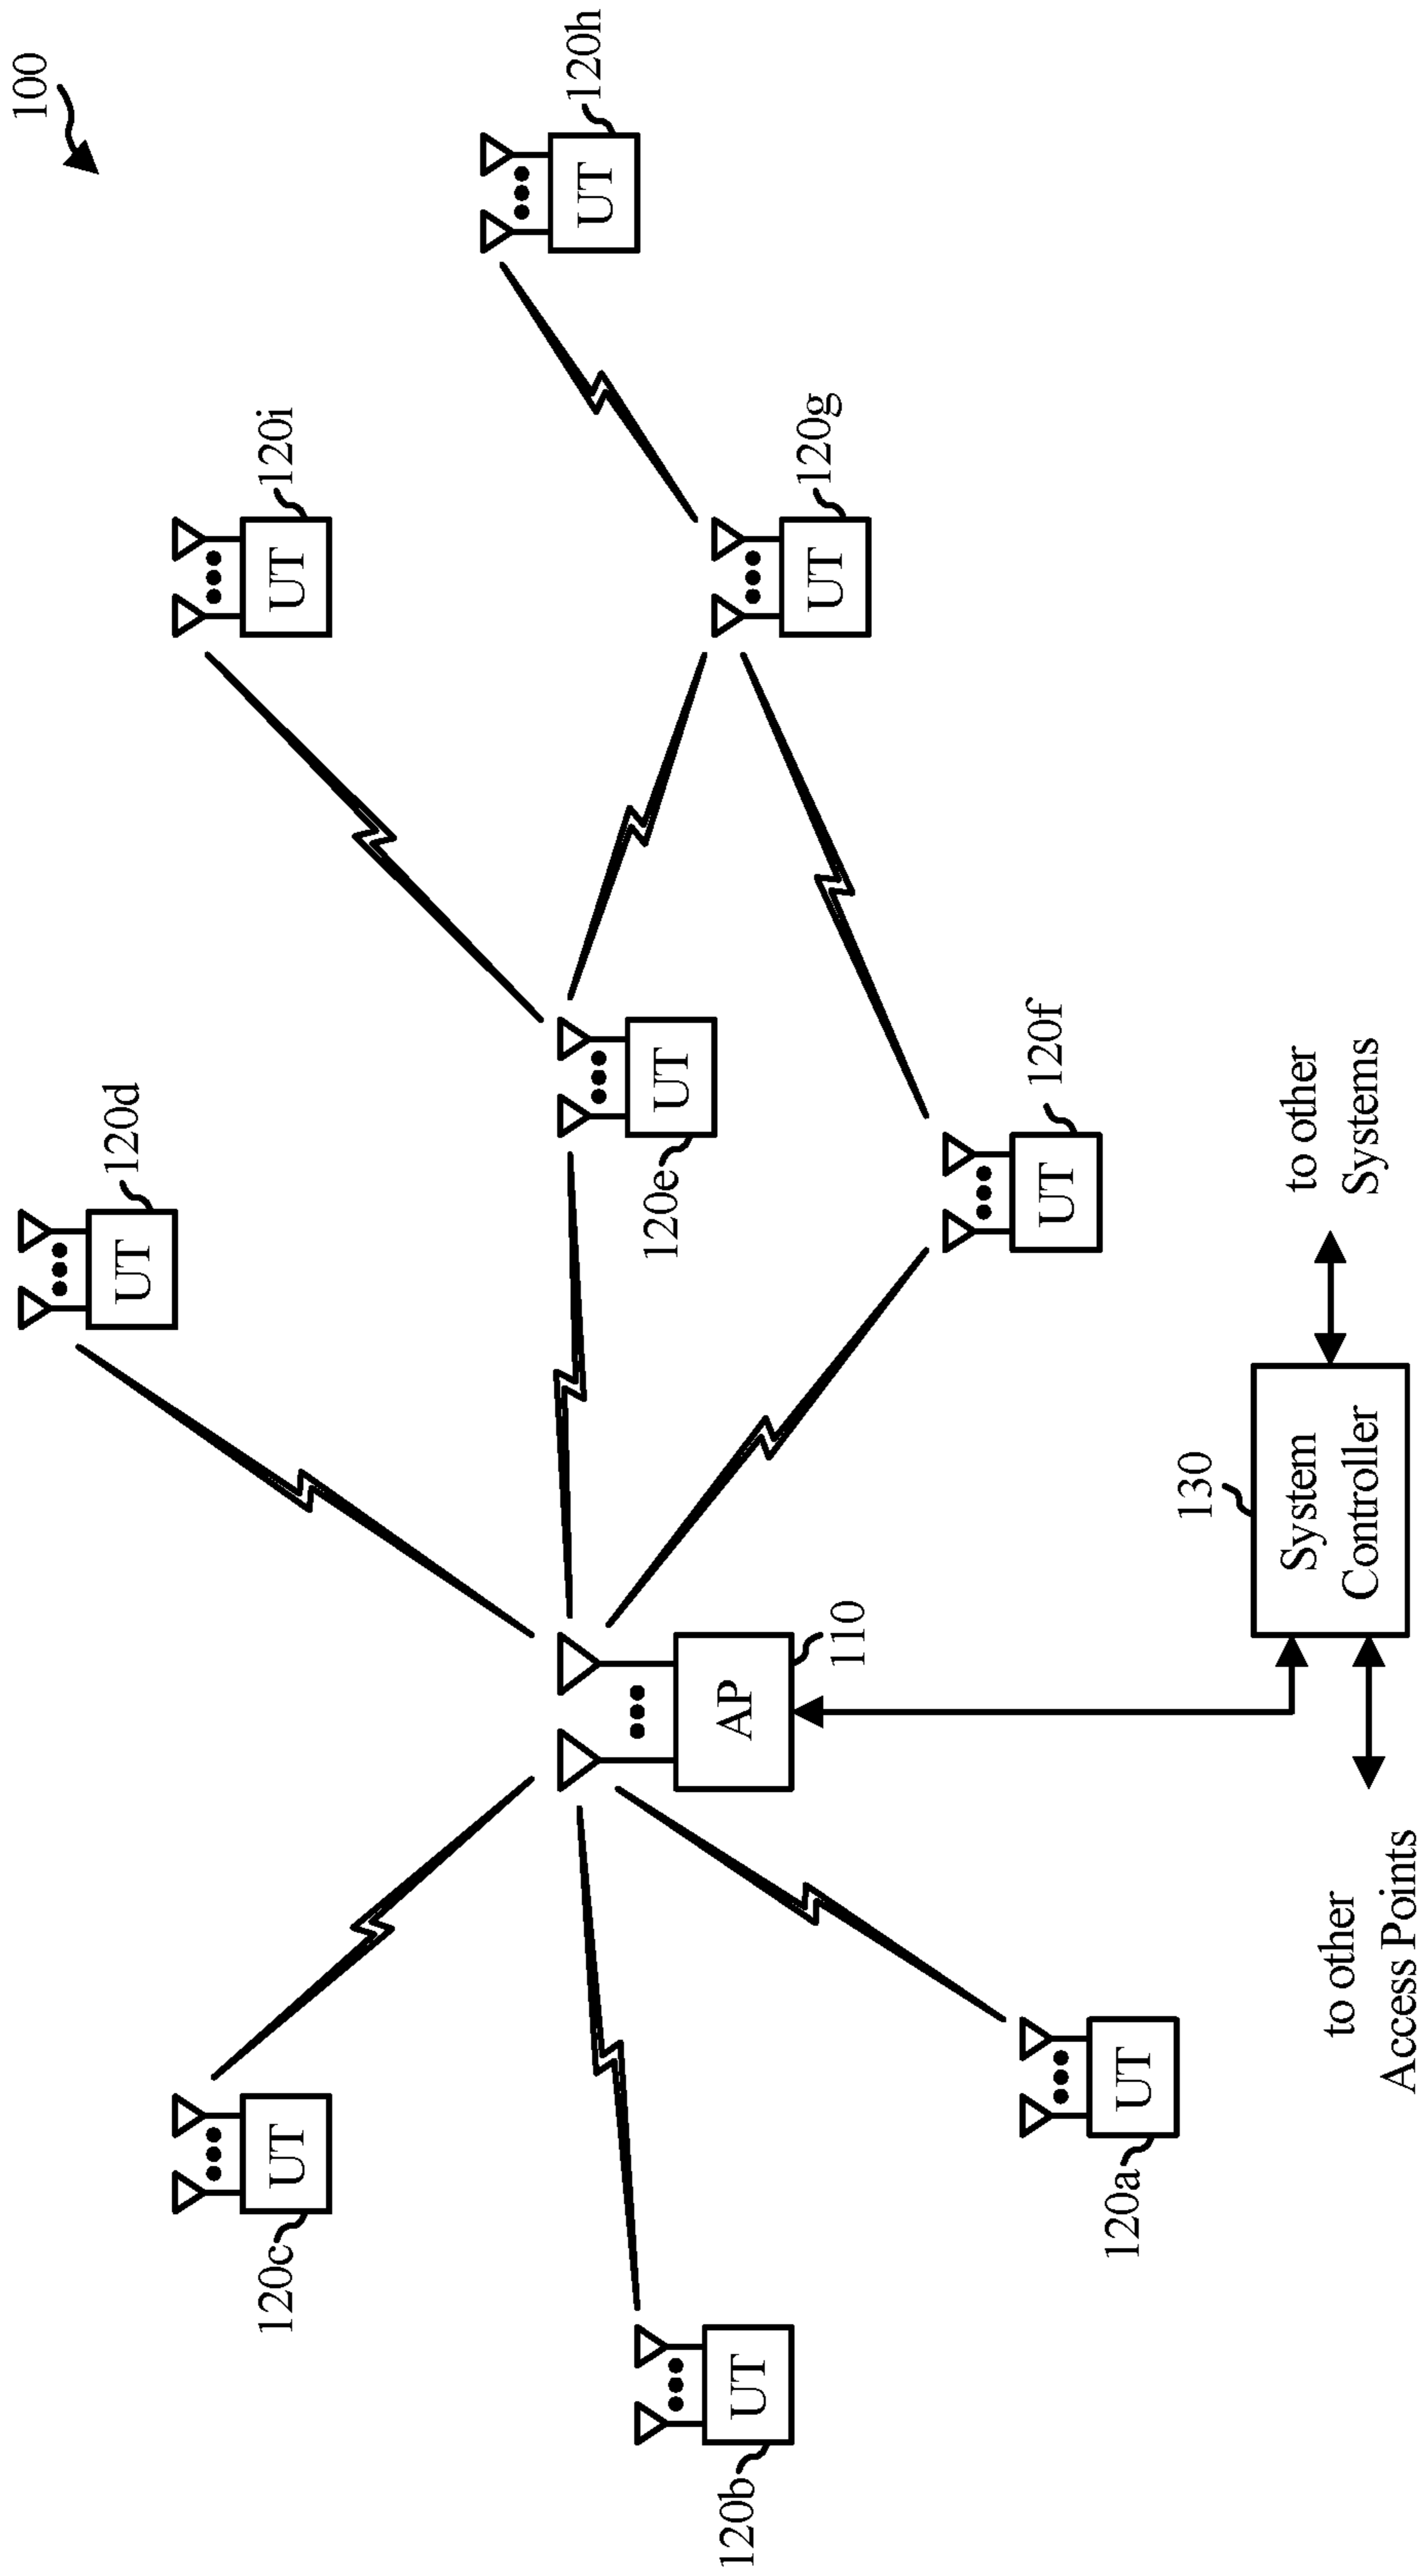 100
120d
UT
120i
UT
120c
UT
120h
UT
120e
UT
120b
UT
AP
110
120g
UT
120f
UT
120a
UT
130
System
Controller
to other
Systems
to other
Access Points